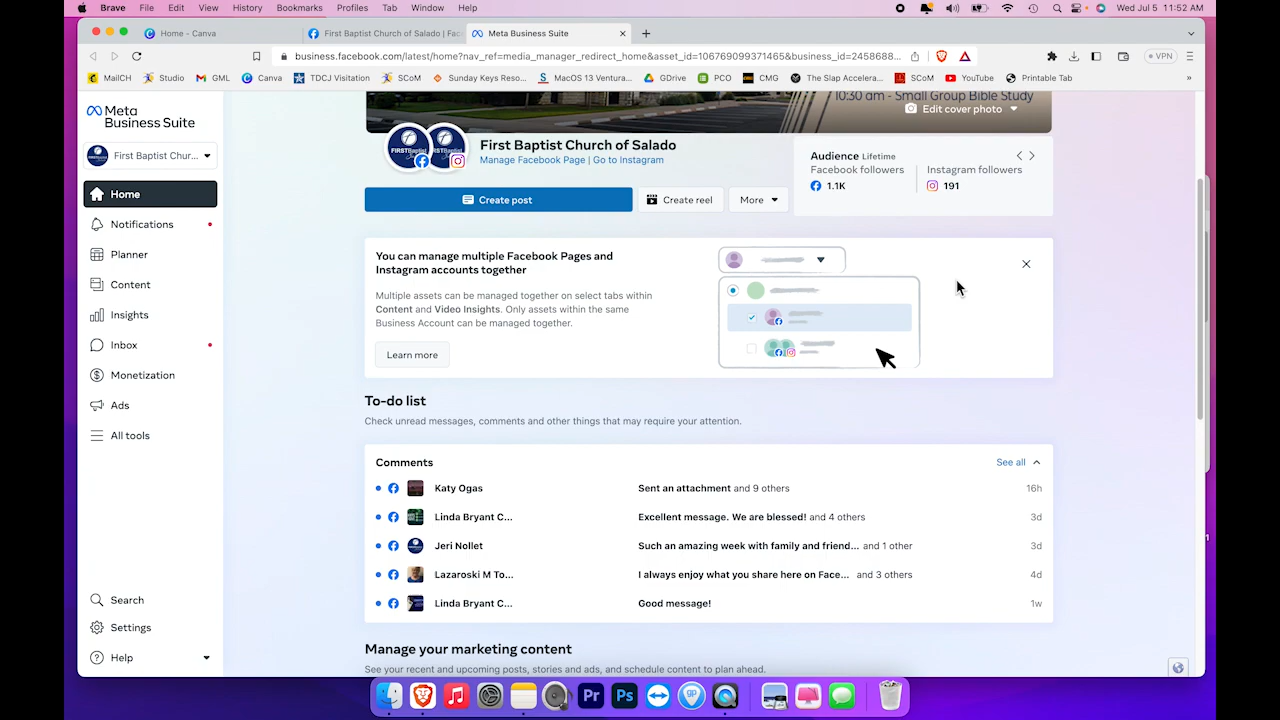 Brave File Edit View History Bookmarks Profiles Tab Window Help Wed Jul 5 11:52 AM
Home - Canva
First Baptist Church of Salado | Fac
Meta Business Suite
business.facebook.com/latest/home?nav_ref=media_manager_redirect_home&asset_id=106769099371465&business_id=2458688... VPN
MailCH Studio GML Canva TDCJ Visitation SCoM Sunday Keys Reso... MacOS 13 Ventura... GDrive PCO CMG The Slap Accelera... SCoM YouTube Printable Tab »
Meta
Business Suite
First Baptist Chur...
Home
Notifications
Planner
Content
Insights
Inbox
Monetization
Ads
All tools
Search
Settings
Help
10:30 am - Small Group Bible Study
Edit cover photo
First Baptist Church of Salado
Manage Facebook Page | Go to Instagram
Create post
Create reel
More
Audience Lifetime
Facebook followers
1.1K
Instagram followers
191
You can manage multiple Facebook Pages and
Instagram accounts together
Multiple assets can be managed together on select tabs within
Content and Video Insights. Only assets within the same
Business Account can be managed together.
Learn more
To-do list
Check unread messages, comments and other things that may require your attention.
Comments
See all
Katy Ogas Sent an attachment and 9 others 16h
Linda Bryant C... Excellent message. We are blessed! and 4 others 3d
Jeri Nollet Such an amazing week with family and friend... and 1 other 3d
Lazaroski M To... I always enjoy what you share here on Face... and 3 others 4d
Linda Bryant C... Good message! 1w
Manage your marketing content
See your recent and upcoming posts, stories and ads, and schedule content to plan ahead.
Pr
Ps